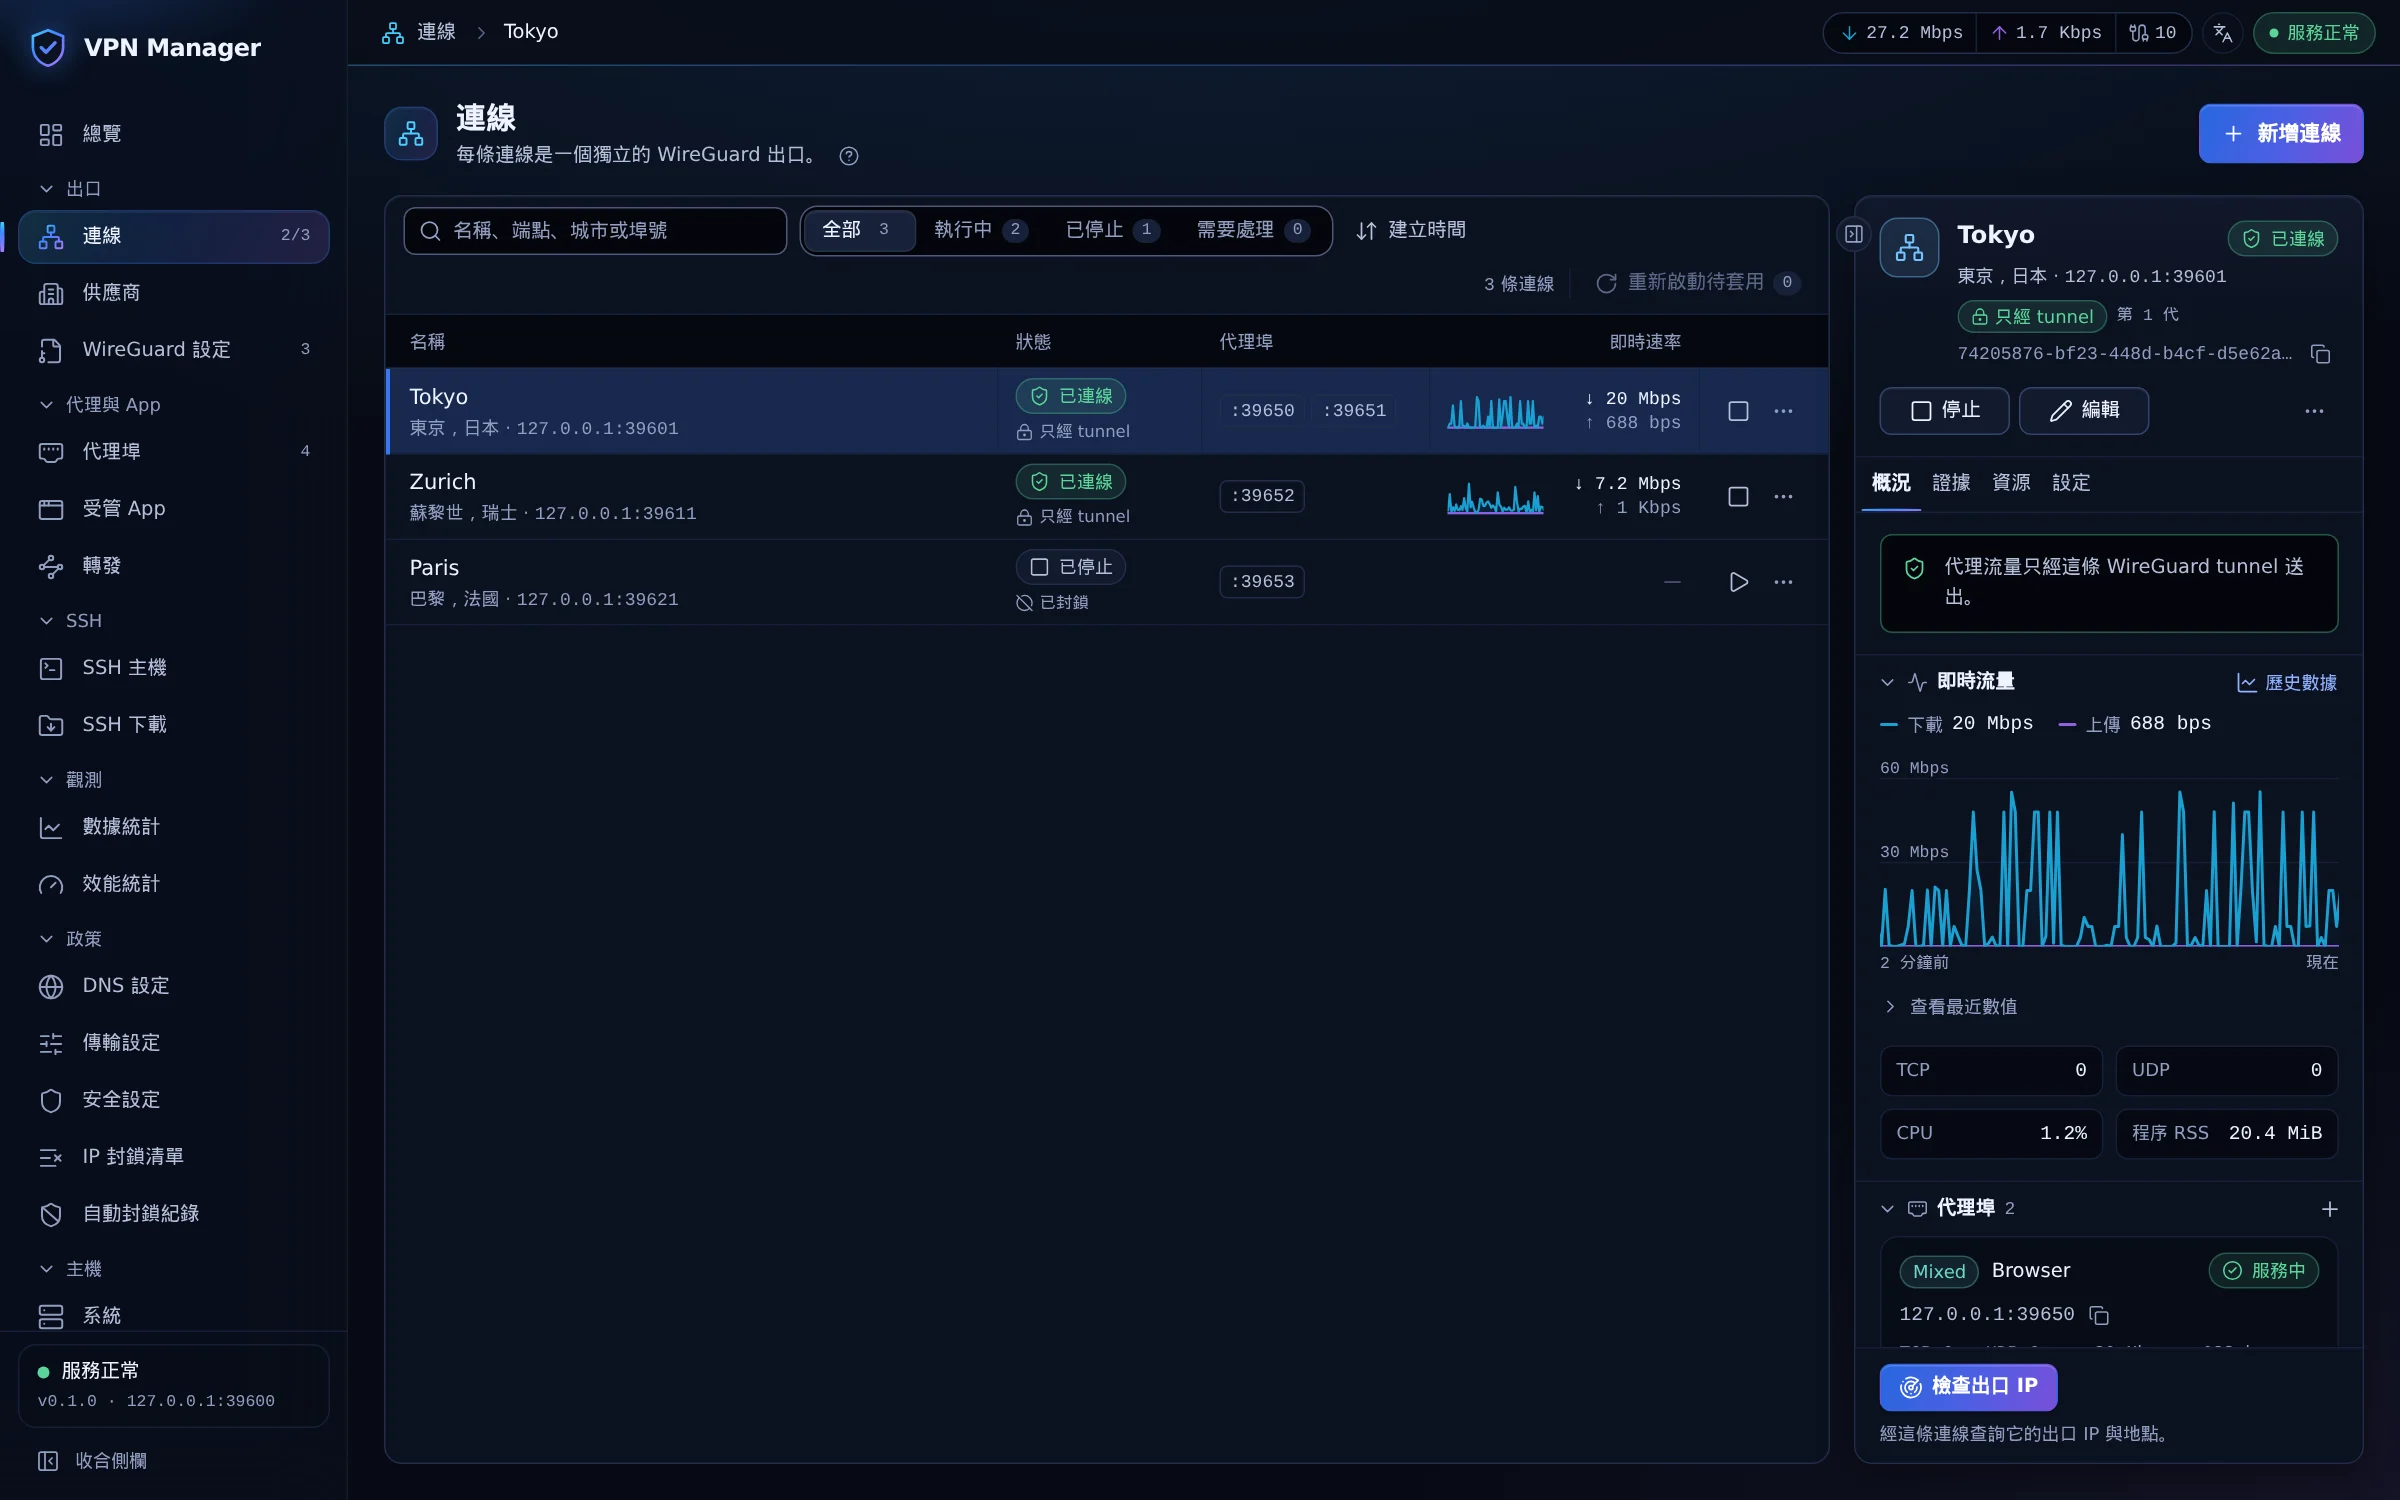 VPN Manager
總覽
出口
連線 2/3
供應商
WireGuard 設定 3
代理與 App
代理埠 4
受管 App
轉發
SSH
SSH 主機
SSH 下載
觀測
數據統計
效能統計
政策
DNS 設定
傳輸設定
安全設定
IP 封鎖清單
自動封鎖紀錄
主機
系統
服務正常
v0.1.0 · 127.0.0.1:39600
收合側欄
連線 > Tokyo
27.2 Mbps 1.7 Kbps 10 服務正常
連線
每條連線是一個獨立的 WireGuard 出口。
新增連線
名稱、端點、城市或埠號
全部 3 執行中 2 已停止 1 需要處理 0 建立時間
3 條連線 重新啟動待套用 0
名稱 狀態 代理埠 即時速率
Tokyo 已連線 :39650 :39651 ↓ 20 Mbps
東京, 日本 · 127.0.0.1:39601 只經 tunnel ↑ 688 bps
Zurich 已連線 :39652 ↓ 7.2 Mbps
蘇黎世, 瑞士 · 127.0.0.1:39611 只經 tunnel ↑ 1 Kbps
Paris 已停止 :39653 —
巴黎, 法國 · 127.0.0.1:39621 已封鎖
Tokyo 已連線
東京, 日本 · 127.0.0.1:39601
只經 tunnel 第 1 代
74205876-bf23-448d-b4cf-d5e62a…
停止 編輯
概況 證據 資源 設定
代理流量只經這條 WireGuard tunnel 送
出。
即時流量 歷史數據
下載 20 Mbps 上傳 688 bps
60 Mbps
30 Mbps
2 分鐘前 現在
查看最近數值
TCP 0 UDP 0
CPU 1.2% 程序 RSS 20.4 MiB
代理埠 2
Mixed Browser 服務中
127.0.0.1:39650
檢查出口 IP
經這條連線查詢它的出口 IP 與地點。